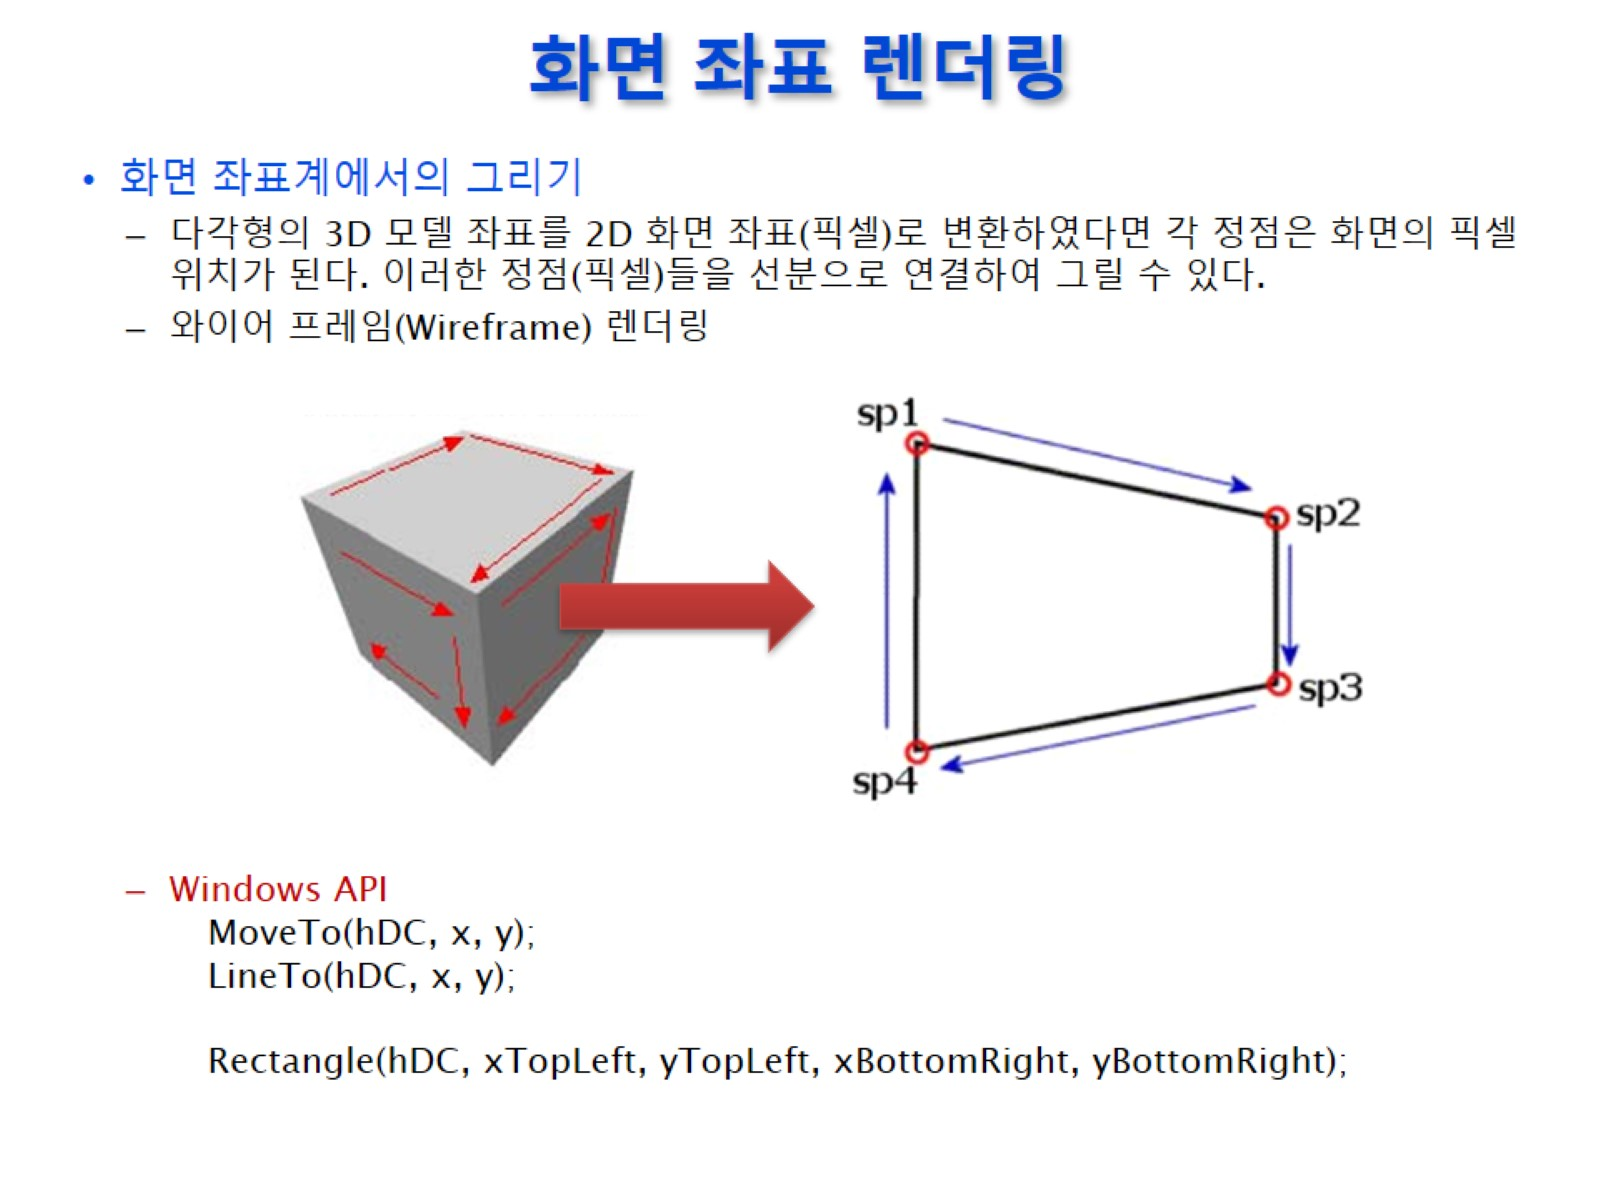 화면 좌표 렌더링
• 화면 좌표계에서의 그리기
– 다각형의 3D 모델 좌표를 2D 화면 좌표(픽셀)로 변환하였다면 각 정점은 화면의 픽셀
위치가 된다. 이러한 정점(픽셀)들을 선분으로 연결하여 그릴 수 있다.
– 와이어 프레임(Wireframe) 렌더링
sp1
sp2
sp3
sp4
– Windows API
MoveTo(hDC, x, y);
LineTo(hDC, x, y);
Rectangle(hDC, xTopLeft, yTopLeft, xBottomRight, yBottomRight);